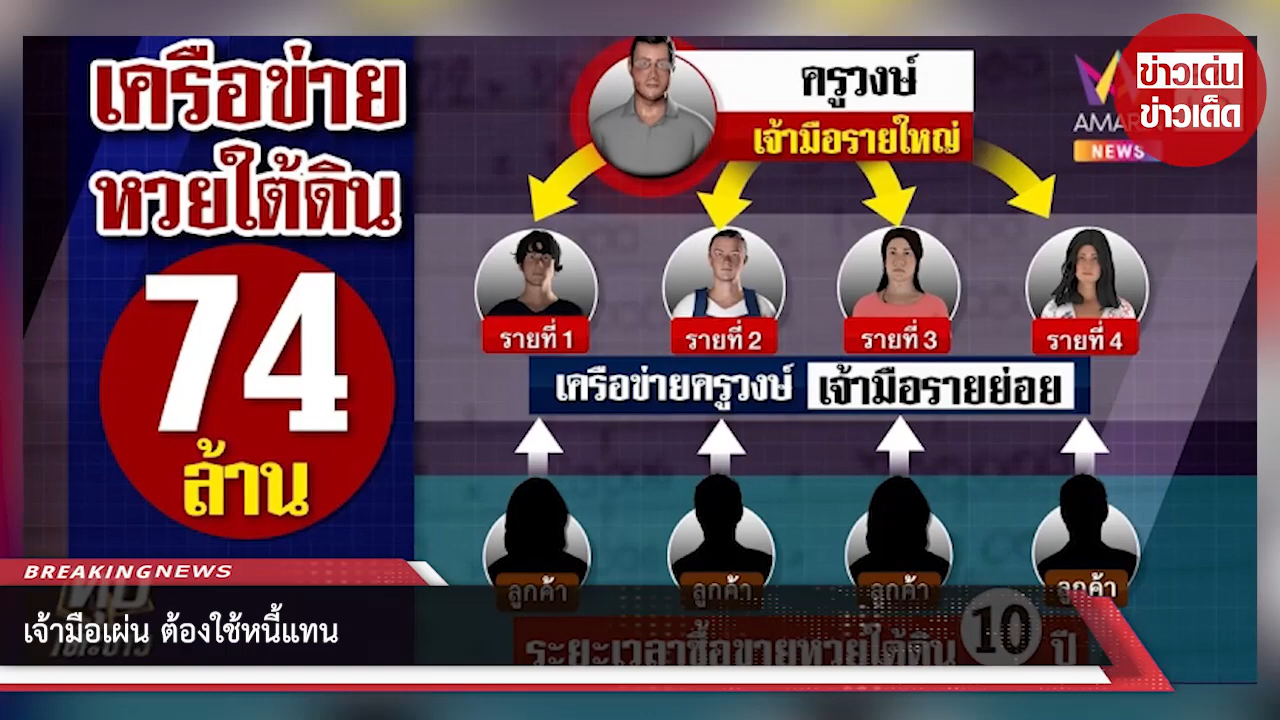 เครือข่าย
หวยใต้ดิน
74
ล้าน
ครูวงษ์
เจ้ามือรายใหญ่
ข่าวเด่น
ข่าวเด็ด
NEWS
รายที่ 1
รายที่ 2
รายที่ 3
รายที่ 4
เครือข่ายครูวงษ์ เจ้ามือรายย่อย
ลูกค้า
ลูกค้า
ลูกค้า
ลูกค้า
ระยะเวลาซื้อขายหวยใต้ดิน 10 ปี
BREAKING NEWS
เจ้ามือเผ่น ต้องใช้หนี้แทน